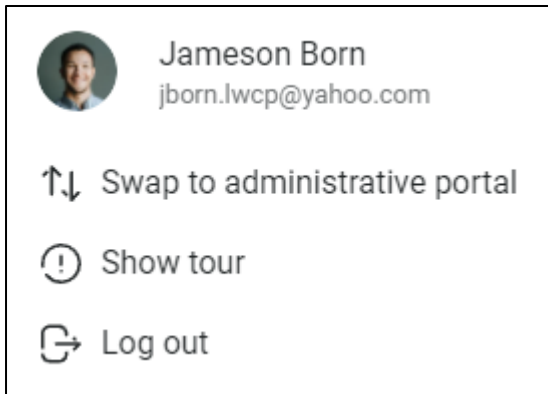 Jameson Born
jborn.lwcp@yahoo.com
Swap to administrative portal
Show tour
Log out